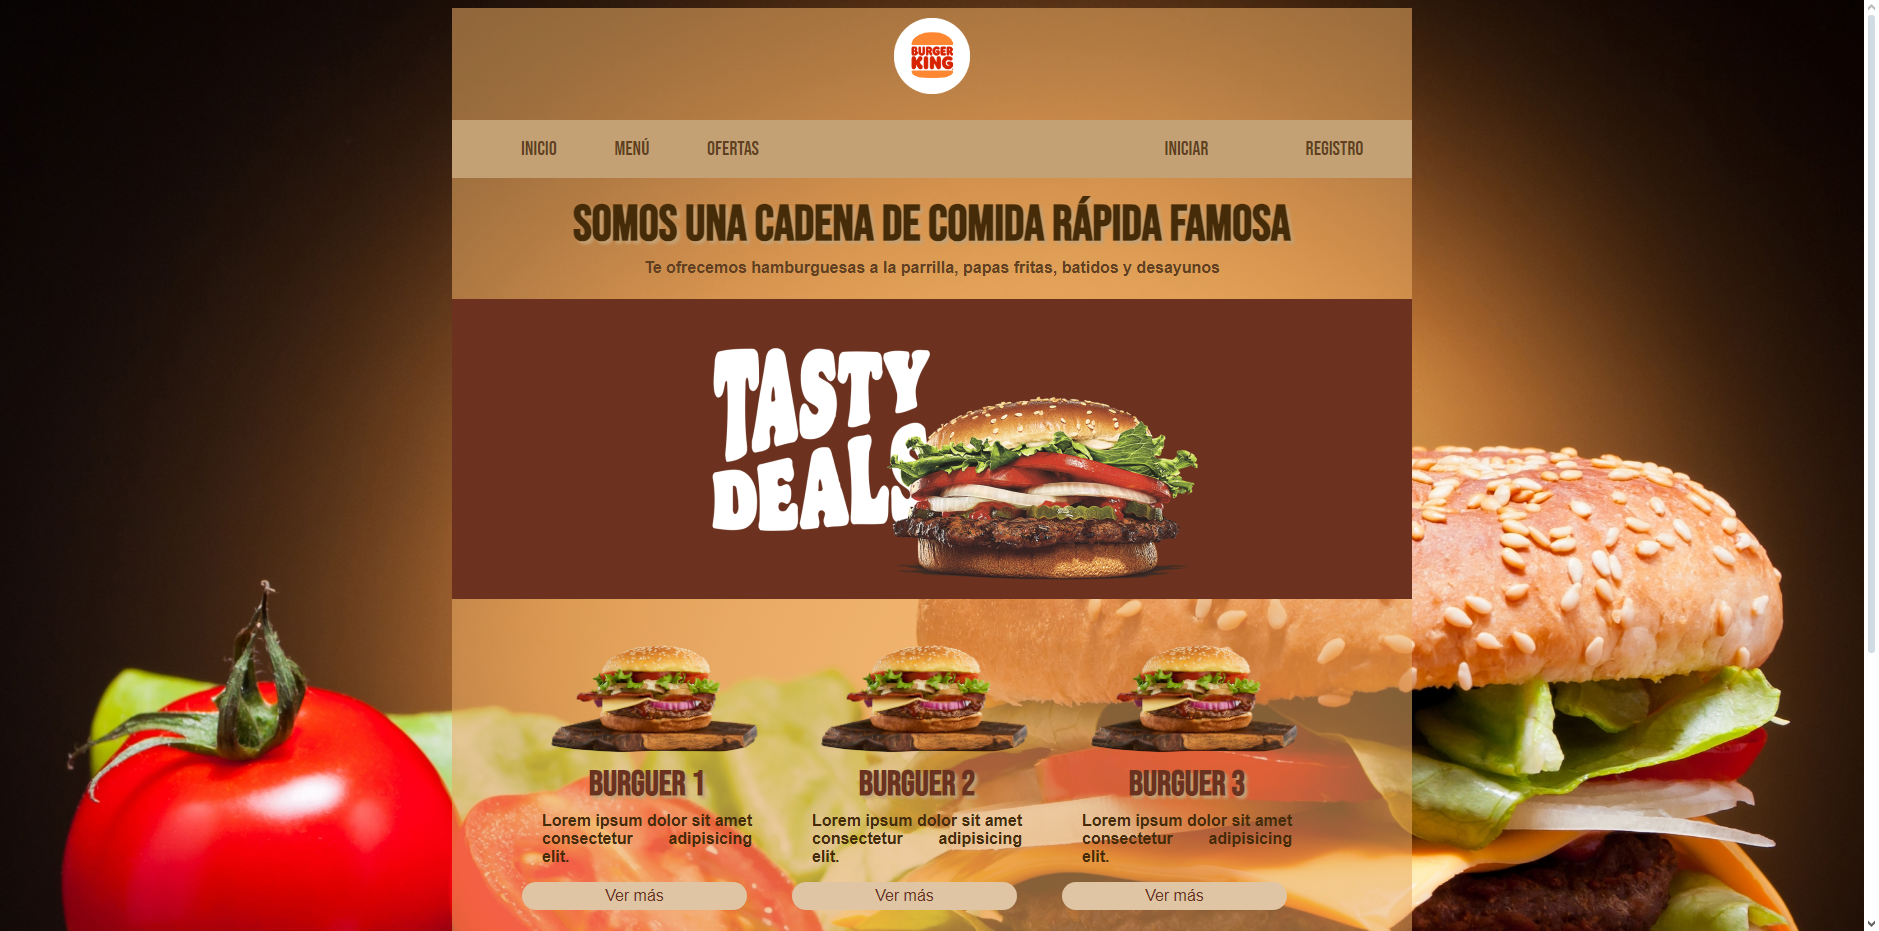 BURGER
KING
INICIO MENÚ OFERTAS INICIAR REGISTRO
SOMOS UNA CADENA DE COMIDA RÁPIDA FAMOSA
Te ofrecemos hamburguesas a la parrilla, papas fritas, batidos y desayunos
TASTY
DEALS
BURGUER 1
Lorem ipsum dolor sit amet
consectetur adipisicing
elit.
Ver más
BURGUER 2
Lorem ipsum dolor sit amet
consectetur adipisicing
elit.
Ver más
BURGUER 3
Lorem ipsum dolor sit amet
consectetur adipisicing
elit.
Ver más